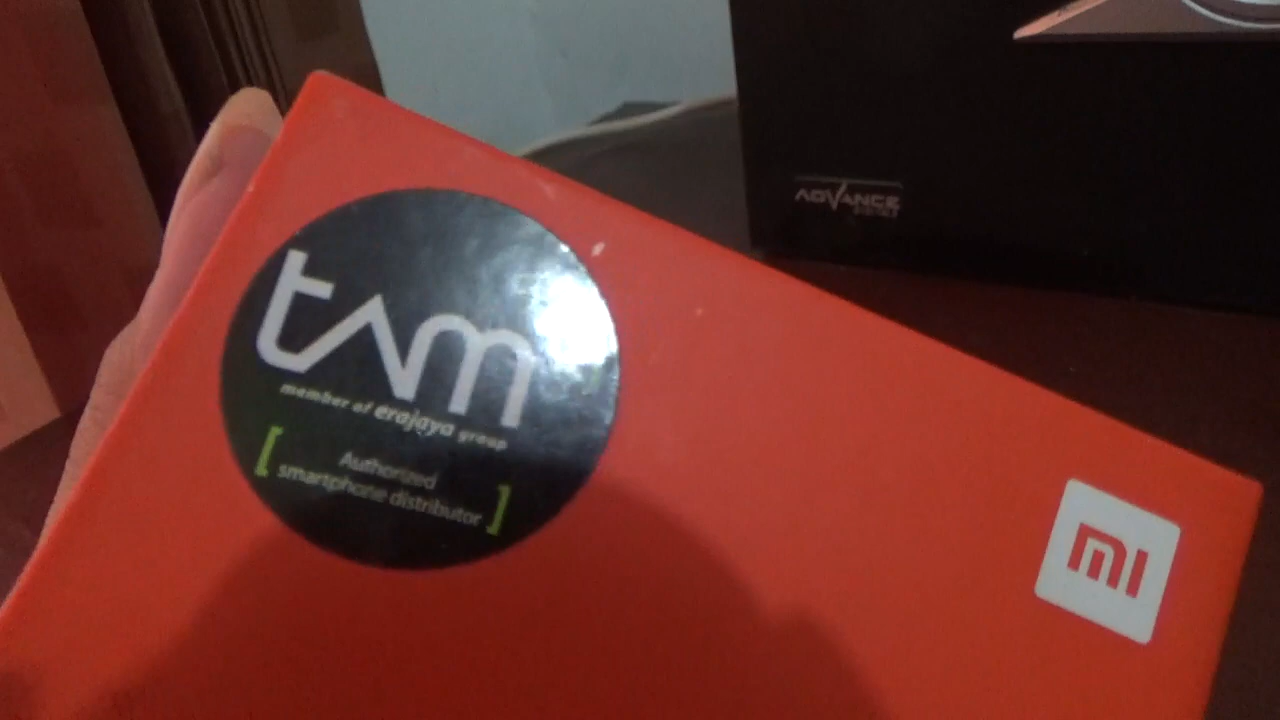 tam
member of erajaya group
[ Authorized
smartphone distributor ]
mi
ADVANCE